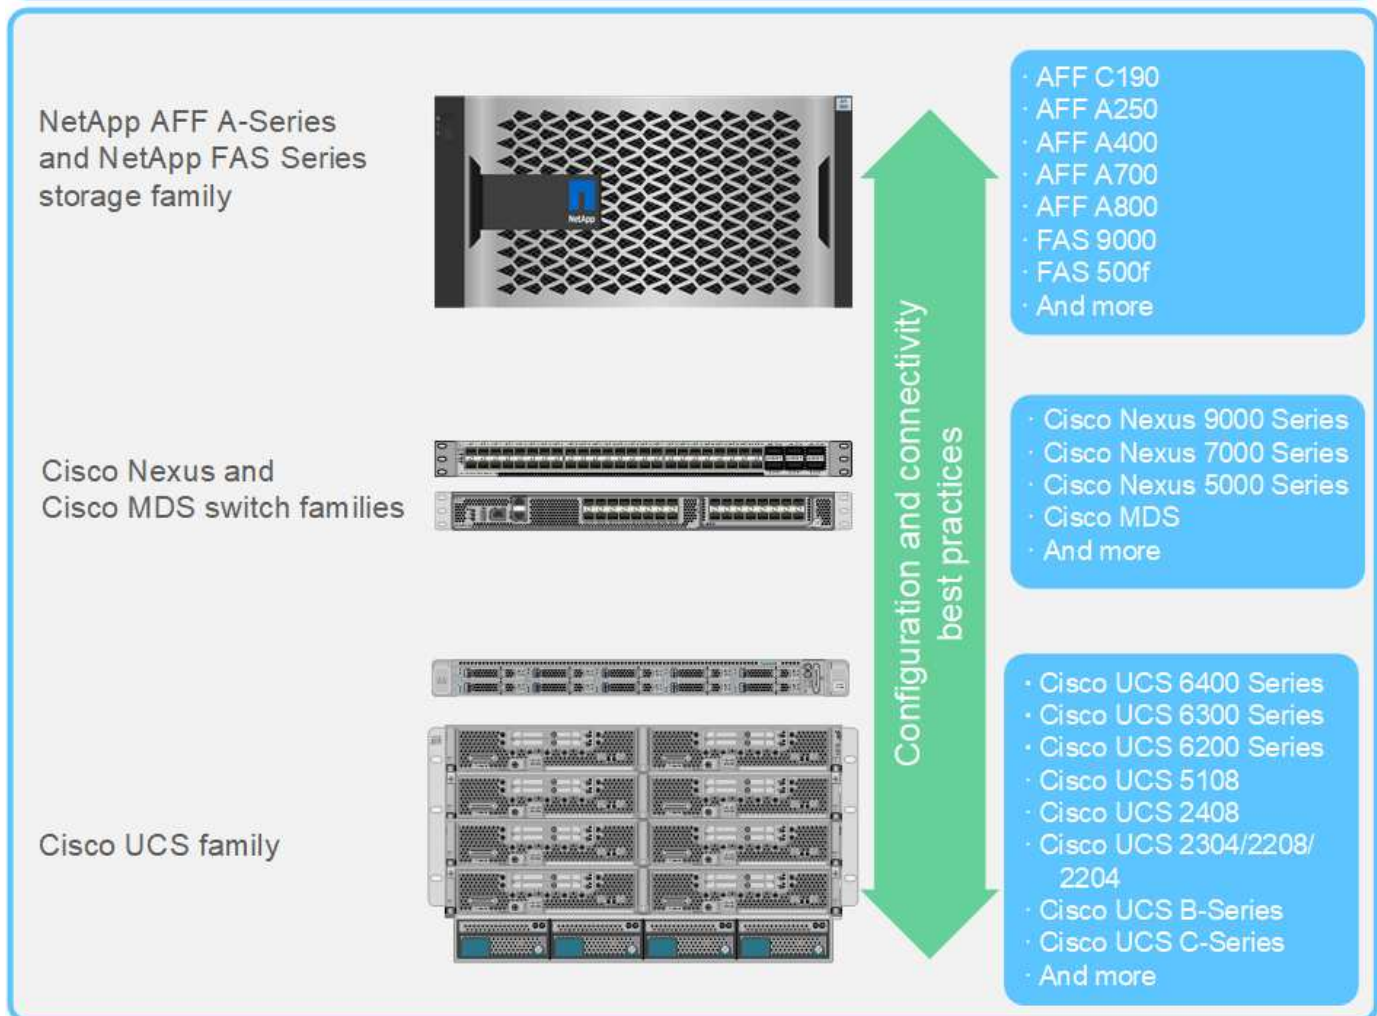 NetApp AFF A-Series
and NetApp FAS Series
storage family
NetApp
· AFF C190
· AFF A250
· AFF A400
· AFF A700
· AFF A800
· FAS 9000
· FAS 500f
· And more
Configuration and connectivity
best practices
Cisco Nexus and
Cisco MDS switch families
· Cisco Nexus 9000 Series
· Cisco Nexus 7000 Series
· Cisco Nexus 5000 Series
· Cisco MDS
· And more
Cisco UCS family
· Cisco UCS 6400 Series
· Cisco UCS 6300 Series
· Cisco UCS 6200 Series
· Cisco UCS 5108
· Cisco UCS 2408
· Cisco UCS 2304/2208/
2204
· Cisco UCS B-Series
· Cisco UCS C-Series
· And more